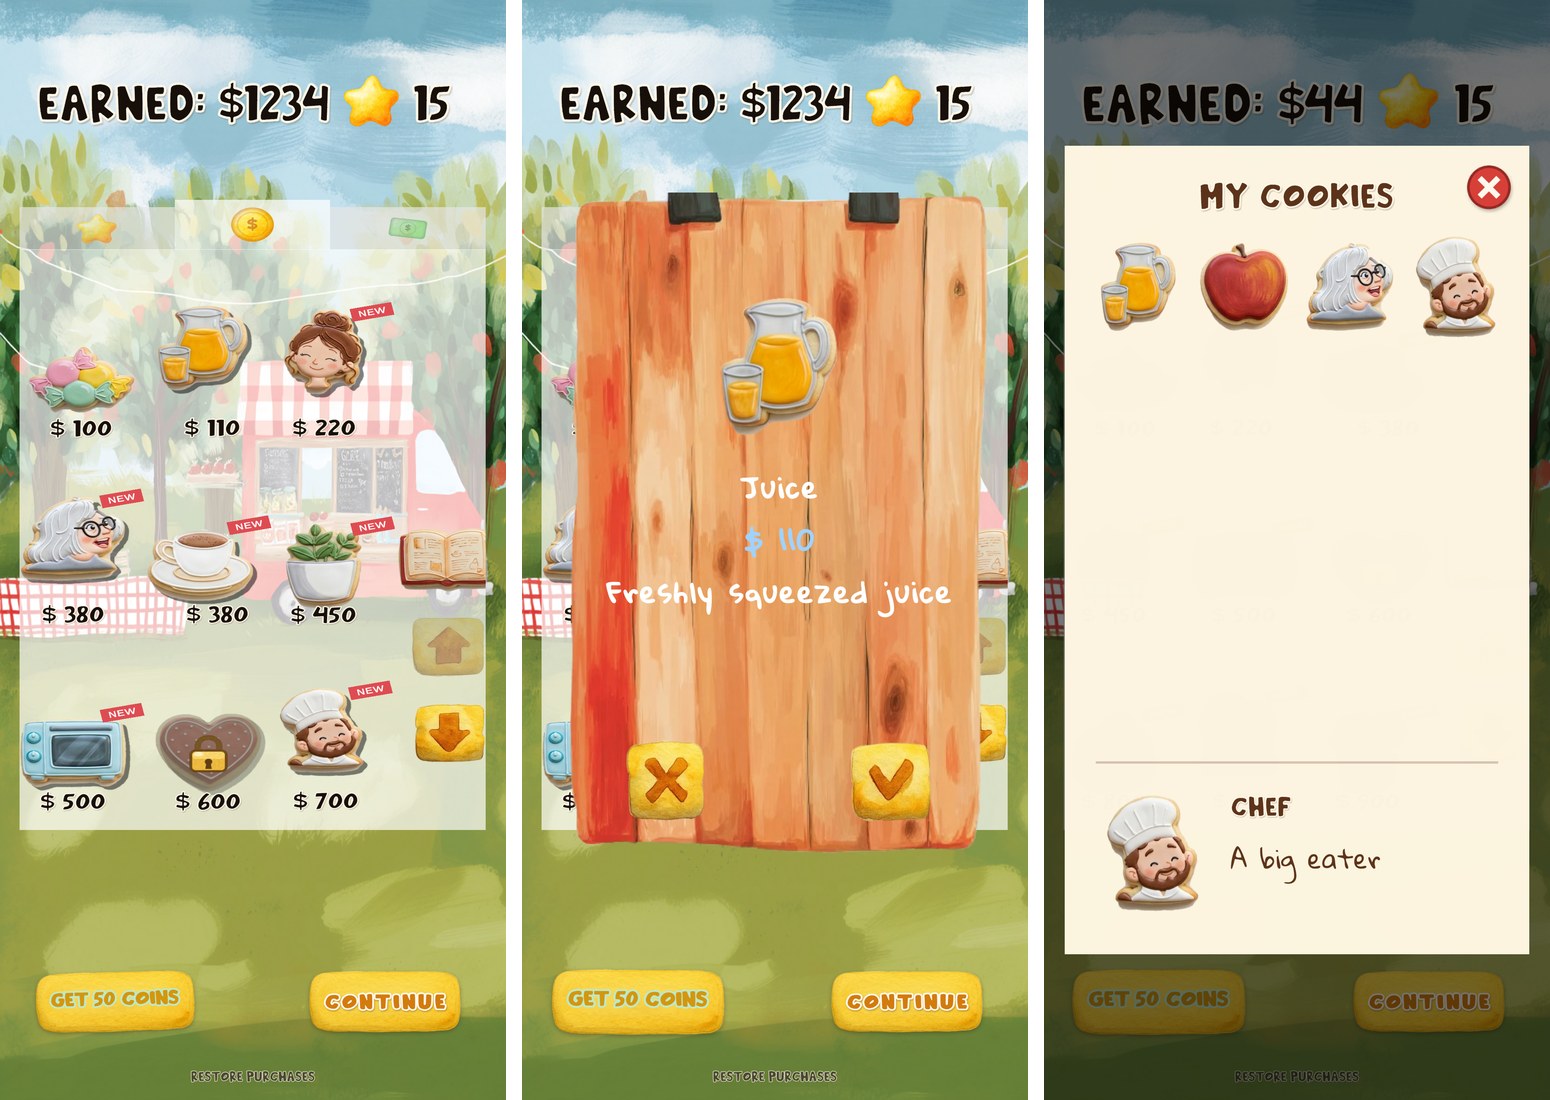 EARNED: $1234 15
NEW
$ 100
$ 110
$ 220
NEW
NEW
NEW
$ 380
$ 380
$ 450
NEW
NEW
$ 500
$ 600
$ 700
GET 50 COINS
CONTINUE
RESTORE PURCHASES
EARNED: $1234 15
Juice
$ 110
Freshly squeezed juice
GET 50 COINS
CONTINUE
RESTORE PURCHASES
EARNED: $44 15
MY COOKIES
CHEF
A big eater
GET 50 COINS
CONTINUE
RESTORE PURCHASES